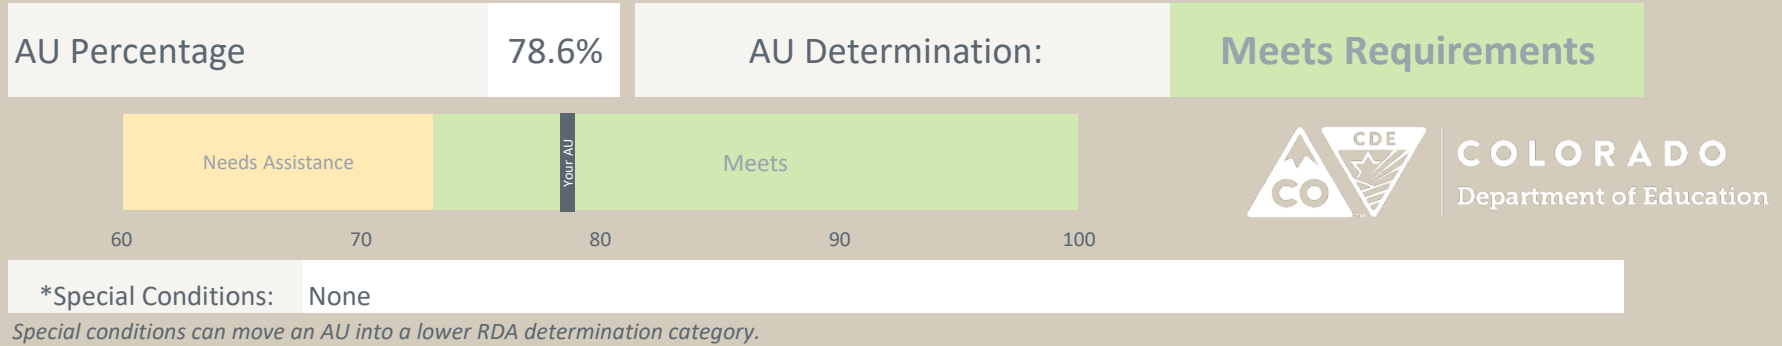 AU Percentage 78.6% AU Determination: Meets Requirements
Needs Assistance Your AU Meets
60 70 80 90 100
CDE
CO
COLORADO
Department of Education
*Special Conditions: None
Special conditions can move an AU into a lower RDA determination category.